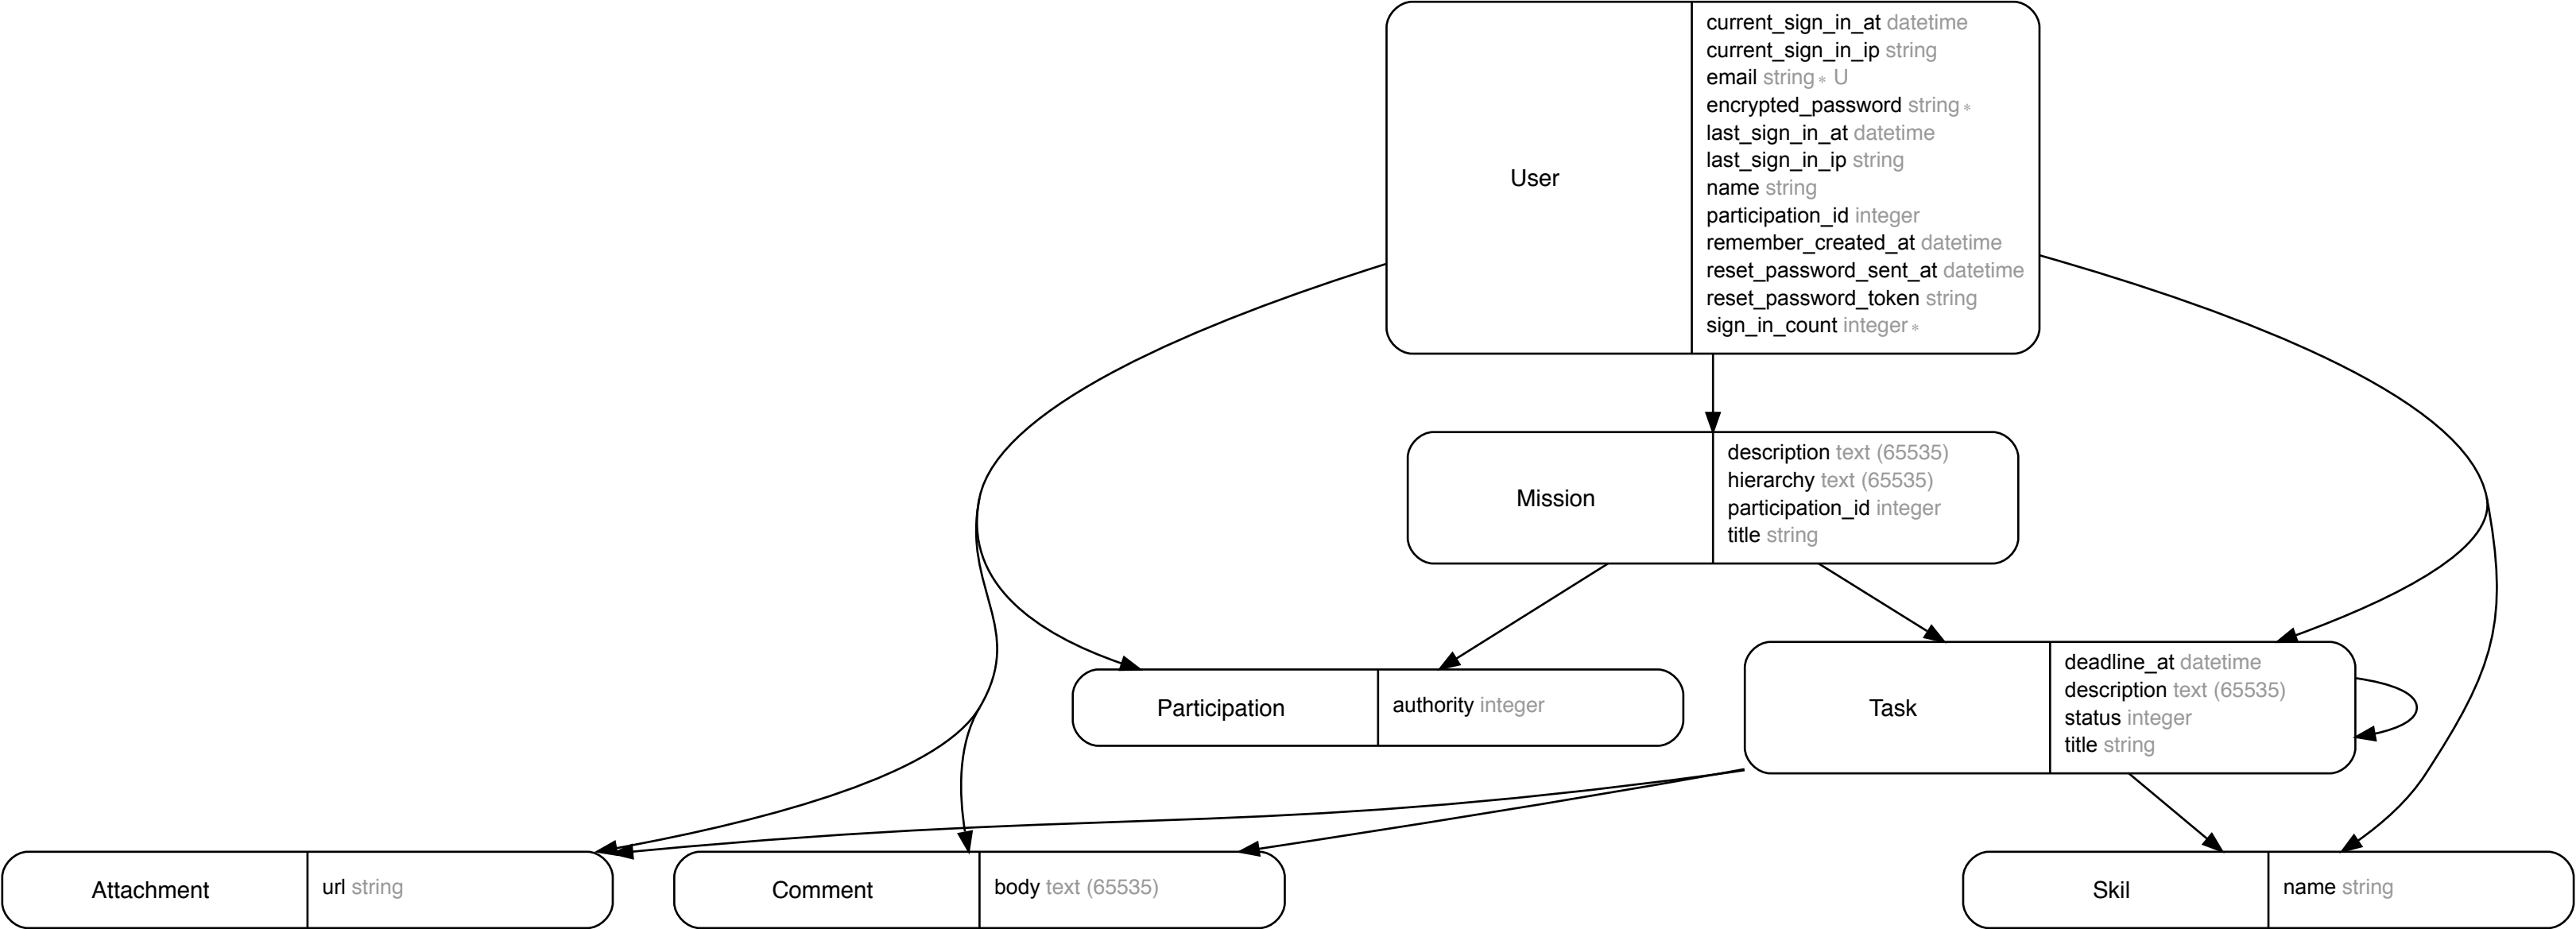 User
current_sign_in_at datetime
current_sign_in_ip string
email string * U
encrypted_password string *
last_sign_in_at datetime
last_sign_in_ip string
name string
participation_id integer
remember_created_at datetime
reset_password_sent_at datetime
reset_password_token string
sign_in_count integer *
Mission
description text (65535)
hierarchy text (65535)
participation_id integer
title string
Participation
authority integer
Task
deadline_at datetime
description text (65535)
status integer
title string
Attachment
url string
Comment
body text (65535)
Skil
name string